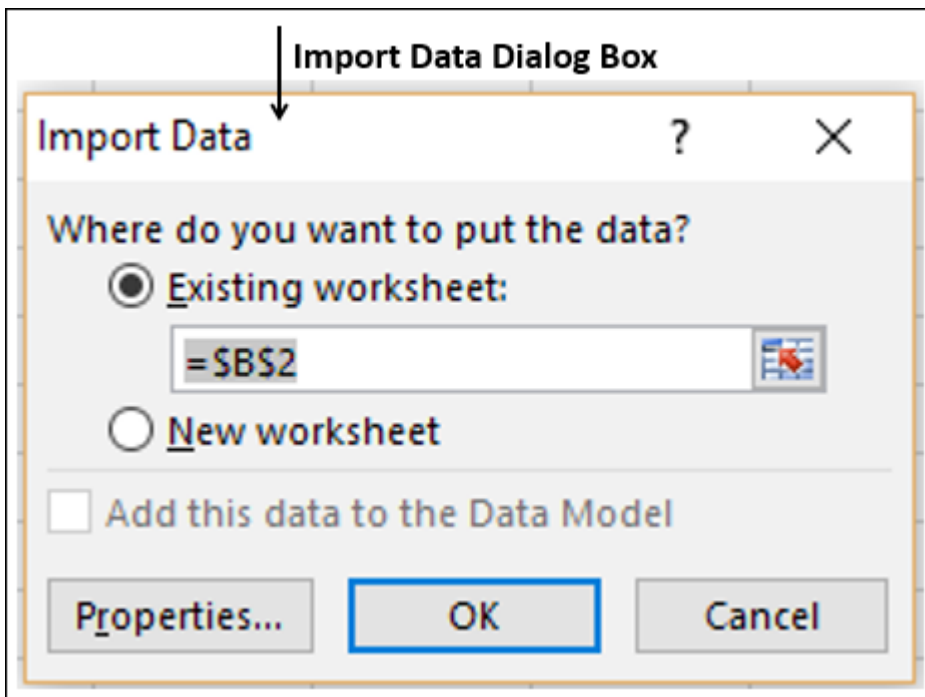 Import Data Dialog Box
Import Data ?
Where do you want to put the data?
Existing worksheet:
=$B$2
New worksheet
Add this data to the Data Model
Properties... OK Cancel